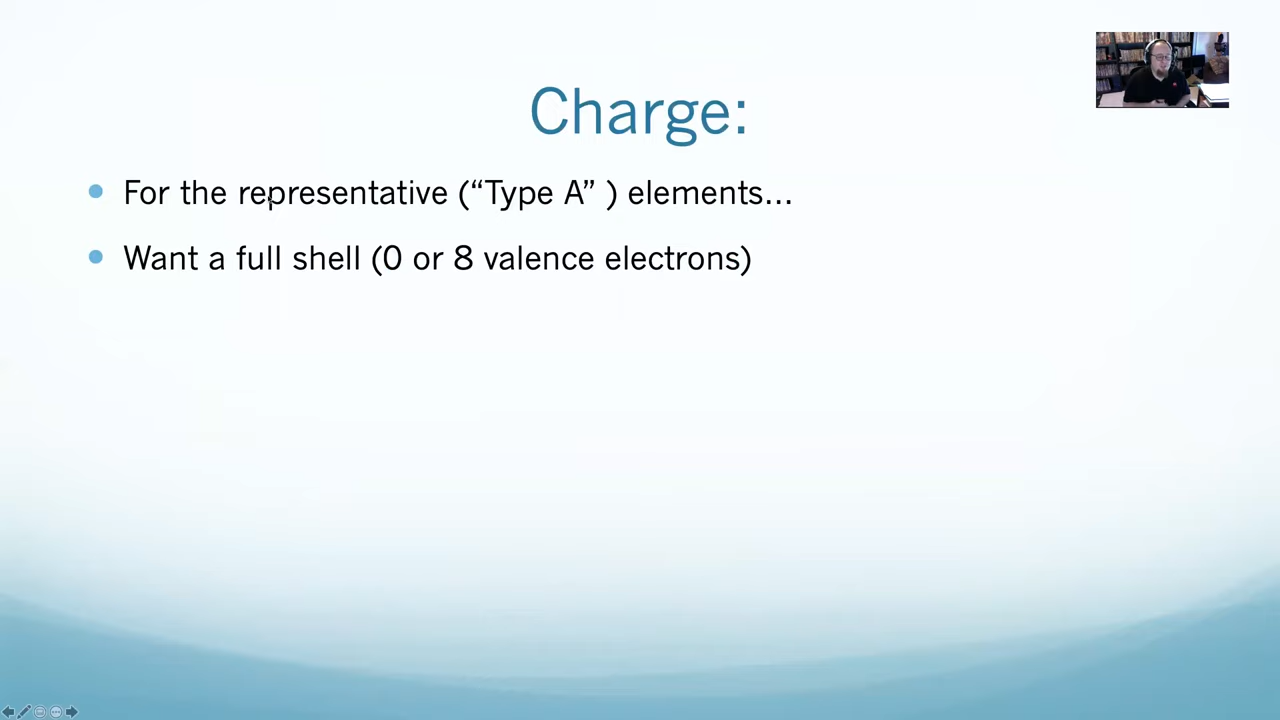 Charge:
For the representative (“Type A” ) elements...
Want a full shell (0 or 8 valence electrons)